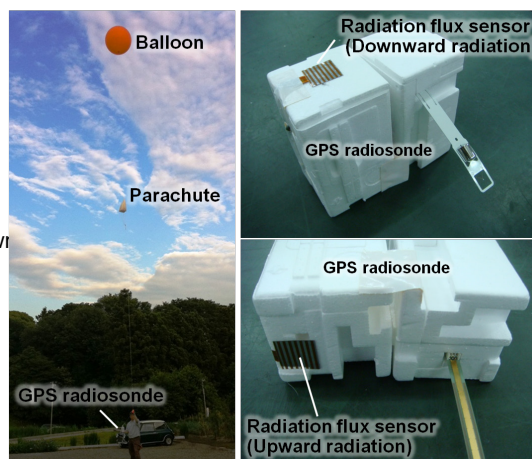 Balloon
Parachute
GPS radiosonde
Radiation flux sensor
(Downward radiation
GPS radiosonde
GPS radiosonde
Radiation flux sensor
(Upward radiation)